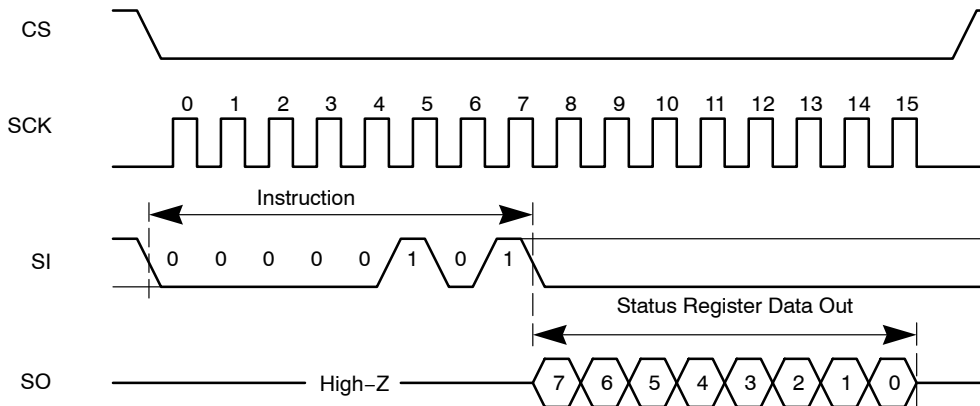 CS
0 1 2 3 4 5 6 7 8 9 10 11 12 13 14 15
SCK
Instruction
SI 0 0 0 0 0 1 0 1
Status Register Data Out
SO High−Z 7 6 5 4 3 2 1 0